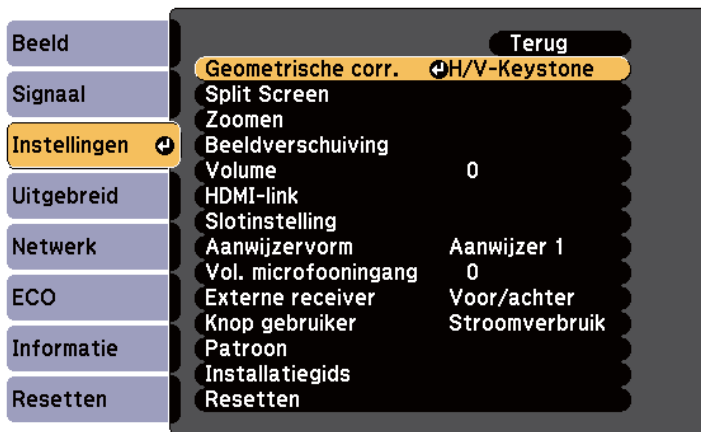 Beeld
Signaal
Instellingen
Uitgebreid
Netwerk
ECO
Informatie
Resetten
Terug
Geometrische corr. H/V-Keystone
Split Screen
Zoomen
Beeldverschuiving
Volume 0
HDMI-link
Slotinstelling
Aanwijzervorm Aanwijzer 1
Vol. microfooningang 0
Externe receiver Voor/achter
Knop gebruiker Stroomverbruik
Patroon
Installatiegids
Resetten